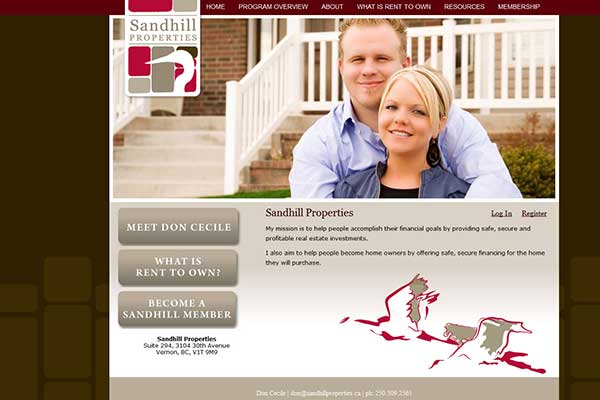 HOME PROGRAM OVERVIEW ABOUT WHAT IS RENT TO OWN RESOURCES MEMBERSHIP
Sandhill
PROPERTIES
MEET DON CECILE
WHAT IS
RENT TO OWN?
BECOME A
SANDHILL MEMBER
Sandhill Properties
Suite 294, 3104 30th Avenue
Vernon, BC, V1T 9M9
Sandhill Properties Log In Register
My mission is to help people accomplish their financial goals by providing safe, secure and
profitable real estate investments.
I also aim to help people become home owners by offering safe, secure financing for the home
they will purchase.
Don Cecile | don@sandhillproperties.ca | ph: 250.309.2565